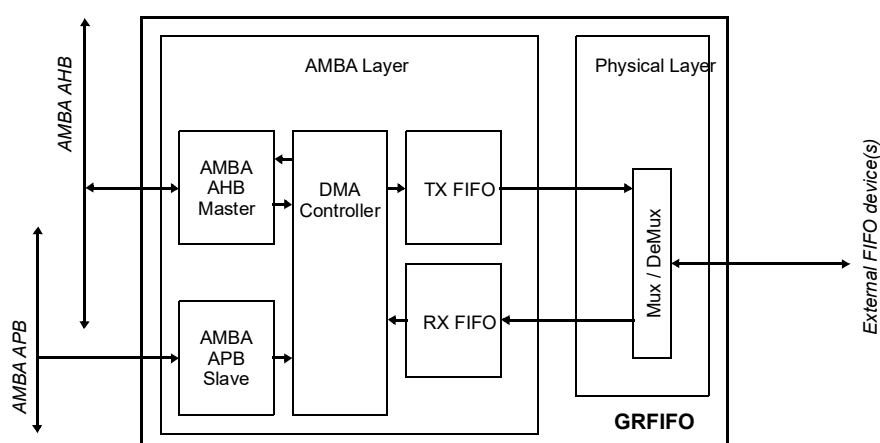 AMBA AHB
AMBA APB
AMBA Layer
Physical Layer
AMBA
AHB
Master
DMA
Controller
TX FIFO
RX FIFO
AMBA
APB
Slave
Mux / DeMux
GRFIFO
External FIFO device(s)